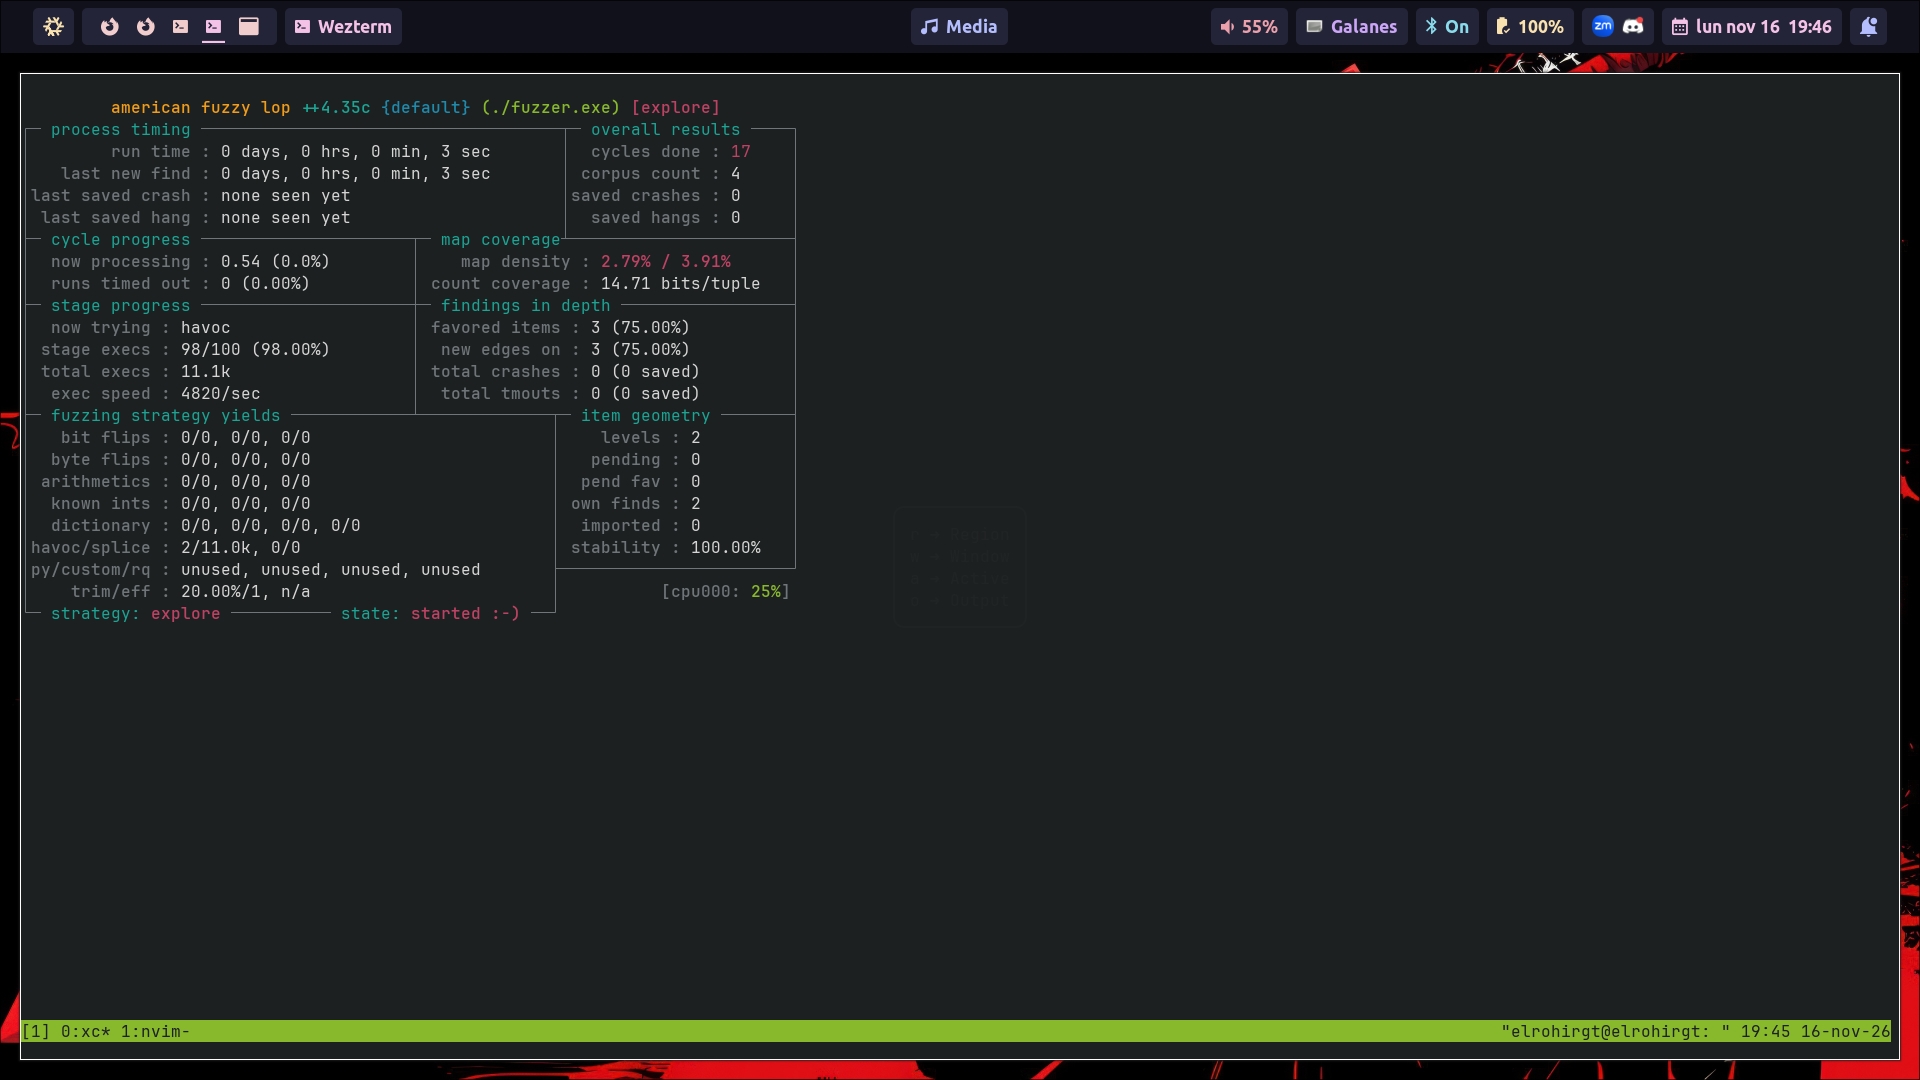 Wezterm
Media
55%
Galanes
On
100%
zm
lun nov 16 19:46
american fuzzy lop ++4.35c {default} (./fuzzer.exe) [explore]
process timing
overall results
run time : 0 days, 0 hrs, 0 min, 3 sec
cycles done : 17
last new find : 0 days, 0 hrs, 0 min, 3 sec
corpus count : 4
last saved crash : none seen yet
saved crashes : 0
last saved hang : none seen yet
saved hangs : 0
cycle progress
map coverage
now processing : 0.54 (0.0%)
map density : 2.79% / 3.91%
runs timed out : 0 (0.00%)
count coverage : 14.71 bits/tuple
stage progress
findings in depth
now trying : havoc
favored items : 3 (75.00%)
stage execs : 98/100 (98.00%)
new edges on : 3 (75.00%)
total execs : 11.1k
total crashes : 0 (0 saved)
exec speed : 4820/sec
total tmouts : 0 (0 saved)
fuzzing strategy yields
item geometry
bit flips : 0/0, 0/0, 0/0
levels : 2
byte flips : 0/0, 0/0, 0/0
pending : 0
arithmetics : 0/0, 0/0, 0/0
pend fav : 0
known ints : 0/0, 0/0, 0/0
own finds : 2
dictionary : 0/0, 0/0, 0/0, 0/0
imported : 0
havoc/splice : 2/11.0k, 0/0
stability : 100.00%
py/custom/rq : unused, unused, unused, unused
trim/eff : 20.00%/1, n/a
[cpu000: 25%]
strategy: explore
state: started :-)
[1] 0:xc* 1:nvim-
"elrohirgt@elrohirgt: " 19:45 16-nov-26